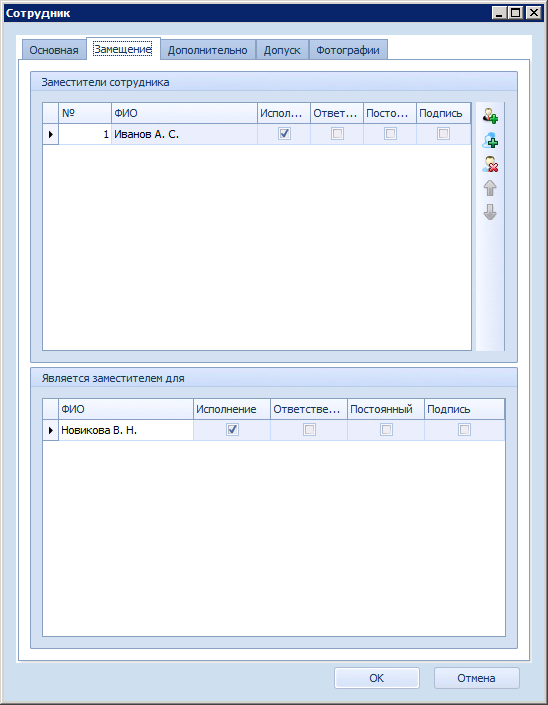 Сотрудник
Основная Замещение Дополнительно Допуск Фотографии
Заместители сотрудника
№ ФИО Испол... Ответ... Посто... Подпись
1 Иванов А. С.
Является заместителем для
ФИО Исполнение Ответстве... Постоянный Подпись
Новикова В. Н.
OK Отмена